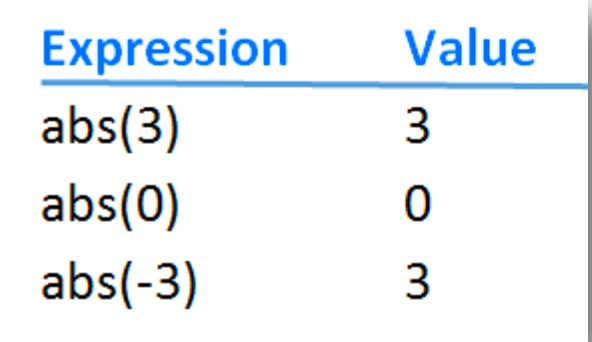 Expression Value
abs(3) 3
abs(0) 0
abs(-3) 3